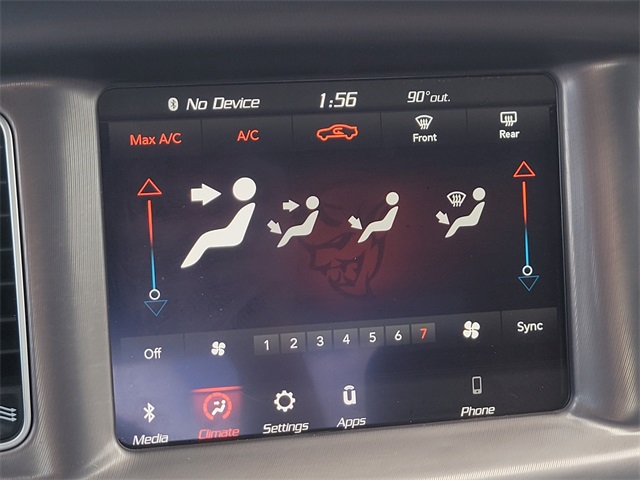 No Device 1:56 90°out.
Max A/C A/C Front Rear
Off 1 2 3 4 5 6 7 Sync
Media Climate Settings Apps Phone